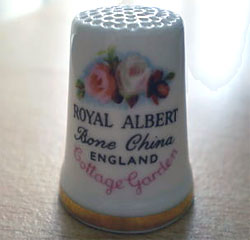 ROYAL ALBERT
Bone China
ENGLAND
Cottage Garden